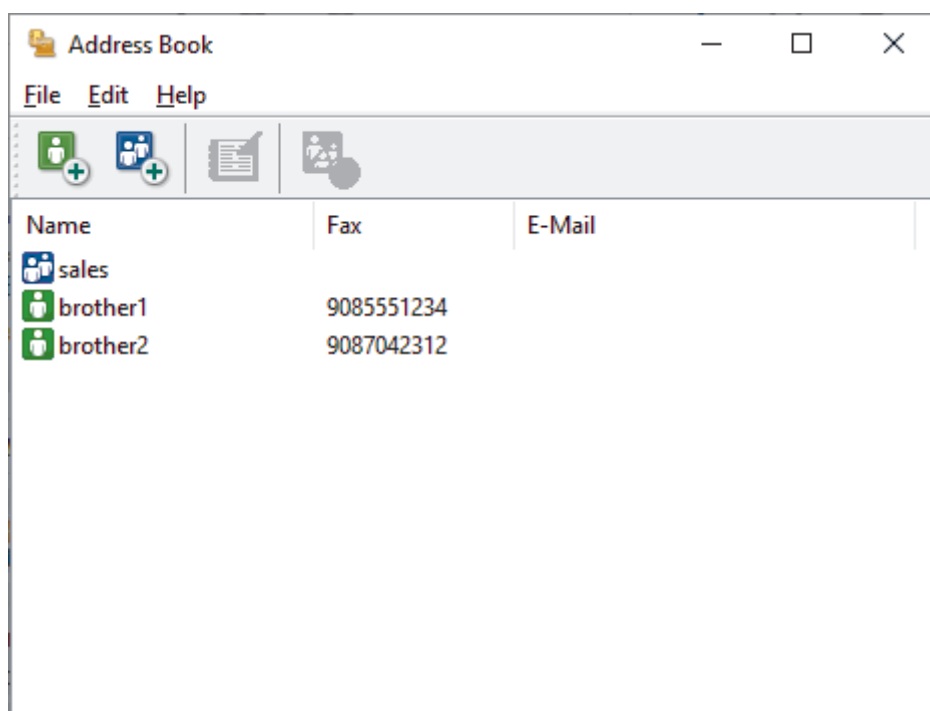 Address Book
File Edit Help
Name Fax E-Mail
sales
brother1 9085551234
brother2 9087042312